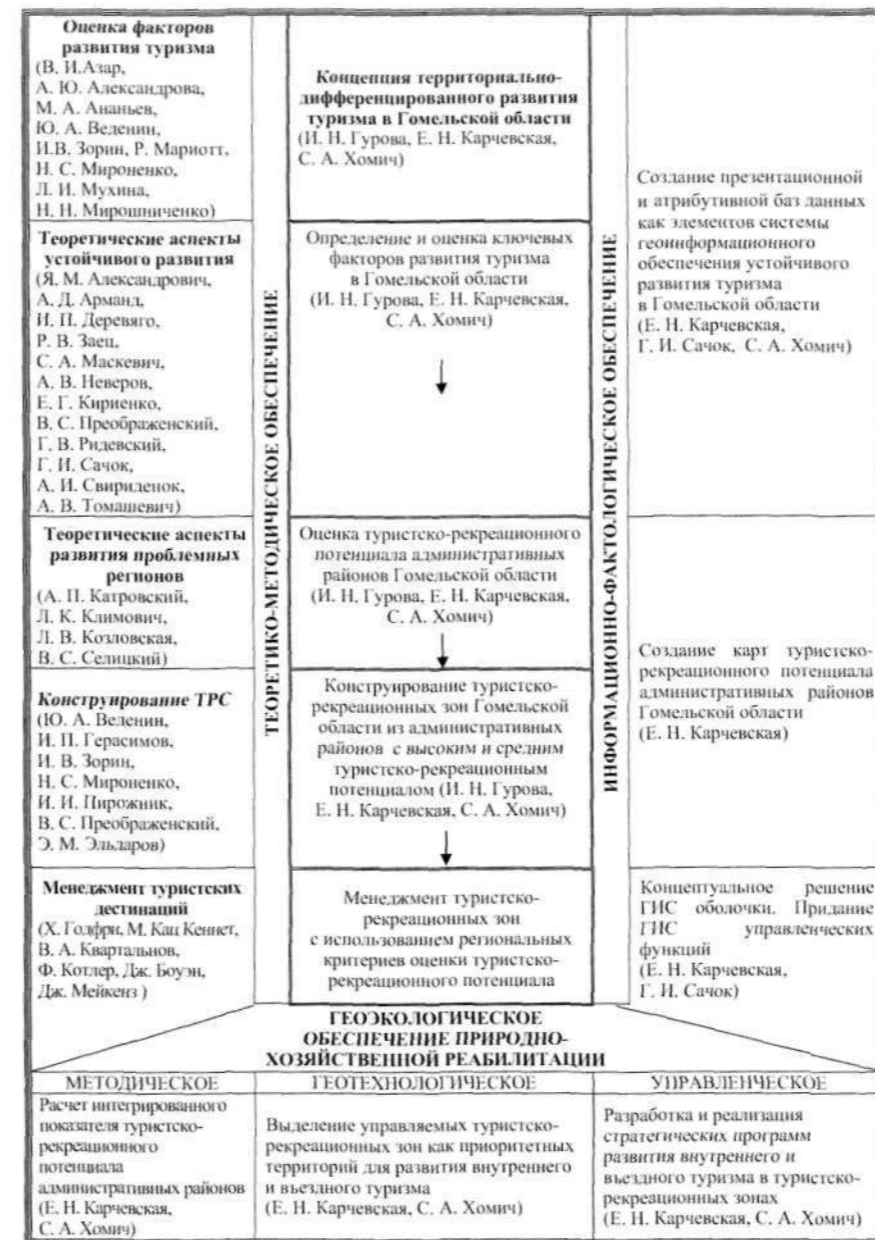 Оценка факторов
развития туризма
(В. И.Азар,
А. Ю. Александрова,
М. А. Ананьев,
Ю. А. Веденин,
И.В. Зорин, Р. Мариотт,
Н. С. Мироненко,
Л. И. Мухина,
Н. Н. Мирошниченко)
Теоретические аспекты
устойчивого развития
(Я. М. Александрович,
А. Д. Арманд,
И. П. Деревяго,
Р. В. Заец,
С. А. Маскевич,
А. В. Неверов,
Е. Г. Кириенко,
В. С. Преображенский,
Г. В. Ридевский,
Г. И. Сачок,
А. И. Свириденок,
А. В. Томашевич)
Теоретические аспекты
развития проблемных
регионов
(А. П. Катровский,
Л. К. Климович,
Л. В. Козловская,
В. С. Селицкий)
Конструирование ТРС
(Ю. А. Веденин,
И. П. Герасимов,
И. В. Зорин,
Н. С. Мироненко,
И. И. Пирожник,
В. С. Преображенский,
Э. М. Эльдаров)
Менеджмент туристских
дестинаций
(Х. Годфри, М. Кац Кеннет,
В. А. Квартальнов,
Ф. Котлер, Дж. Боуэн,
Дж. Мейкенз )
ТЕОРЕТИКО-МЕТОДИЧЕСКОЕ ОБЕСПЕЧЕНИЕ
Концепция территориально-
дифференцированного развития
туризма в Гомельской области
(И. Н. Гурова, Е. Н. Карчевская,
С. А. Хомич)
Определение и оценка ключевых
факторов развития туризма
в Гомельской области
(И. Н. Гурова, Е. Н. Карчевская,
С. А. Хомич)
Оценка туристско-рекреационного
потенциала административных
районов Гомельской области
(И. Н. Гурова, Е. Н. Карчевская,
С. А. Хомич)
Конструирование туристско-
рекреационных зон Гомельской
области из административных
районов с высоким и средним
туристско-рекреационным
потенциалом (И. Н. Гурова,
Е. Н. Карчевская, С. А. Хомич)
Менеджмент туристско-
рекреационных зон
с использованием региональных
критериев оценки туристско-
рекреационного потенциала
ИНФОРМАЦИОННО-ФАКТОЛОГИЧЕСКОЕ ОБЕСПЕЧЕНИЕ
Создание презентационной
и атрибутивной баз данных
как элементов системы
геоинформационного
обеспечения устойчивого
развития туризма
в Гомельской области
(Е. Н. Карчевская,
Г. И. Сачок, С. А. Хомич)
Создание карт туристско-
рекреационного потенциала
административных районов
Гомельской области
(Е. Н. Карчевская)
Концептуальное решение
ГИС оболочки. Придание
ГИС управленческих
функций
(Е. Н. Карчевская,
Г. И. Сачок)
ГЕОЭКОЛОГИЧЕСКОЕ
ОБЕСПЕЧЕНИЕ ПРИРОДНО-
ХОЗЯЙСТВЕННОЙ РЕАБИЛИТАЦИИ
МЕТОДИЧЕСКОЕ
Расчет интегрированного
показателя туристско-
рекреационного
потенциала
административных районов
(Е. Н. Карчевская,
С. А. Хомич)
ГЕОТЕХНОЛОГИЧЕСКОЕ
Выделение управляемых туристско-
рекреационных зон как приоритетных
территорий для развития внутреннего
и въездного туризма
(Е. Н. Карчевская, С. А. Хомич)
УПРАВЛЕНЧЕСКОЕ
Разработка и реализация
стратегических программ
развития внутреннего и
въездного туризма в туристско-
рекреационных зонах
(Е. Н. Карчевская, С. А. Хомич)